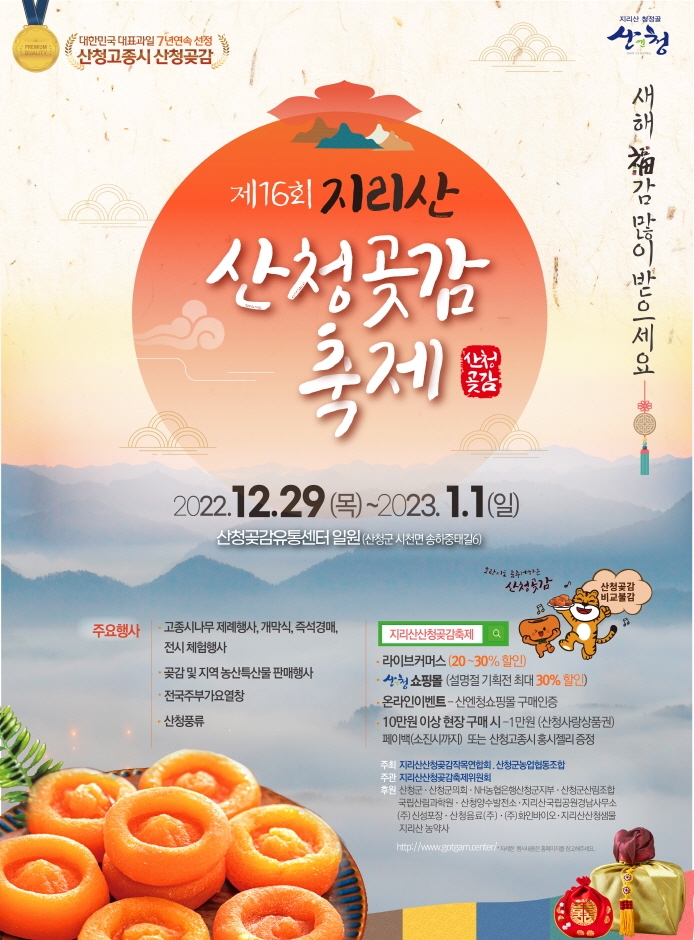 PREMIUM
QUALITY
대한민국 대표과일 7년연속 선정
산청고종시 산청곶감
지리산 청정골
산엔청
새해 福감 많이 받으세요
제16회 지리산
산청곶감
축제
산청
곶감
2022.12.29(목)~2023.1.1(일)
산청곶감유통센터 일원(산청군 시천면 송하중태길6)
산청곶감
산청곶감
비교불감
주요행사
· 고종시나무 제례행사, 개막식, 즉석경매,
전시 체험행사
· 곶감 및 지역 농산특산물 판매행사
· 전국주부가요열창
· 산청풍류
지리산산청곶감축제
· 라이브커머스 (20~30% 할인)
· 산엔청쇼핑몰 (설명절 기획전 최대 30% 할인)
· 온라인이벤트 - 산엔청쇼핑몰 구매인증
· 10만원 이상 현장 구매 시 -1만원 (산청사랑상품권)
페이백(소진시까지) 또는 산청고종시 홍시젤리 증정
주최 지리산산청곶감작목연합회, 산청군농업협동조합
주관 지리산산청곶감축제위원회
후원 산청군 · 산청군의회 · NH농협은행산청군지부 · 산청군산림조합
국립산림과학원 · 산청양수발전소 · 지리산국립공원경남사무소
(주)산성포장 · 산청음료(주) · (주)화인바이오 · 지리산산청샘물
지리산 농약사
http://www.gotgam.center/